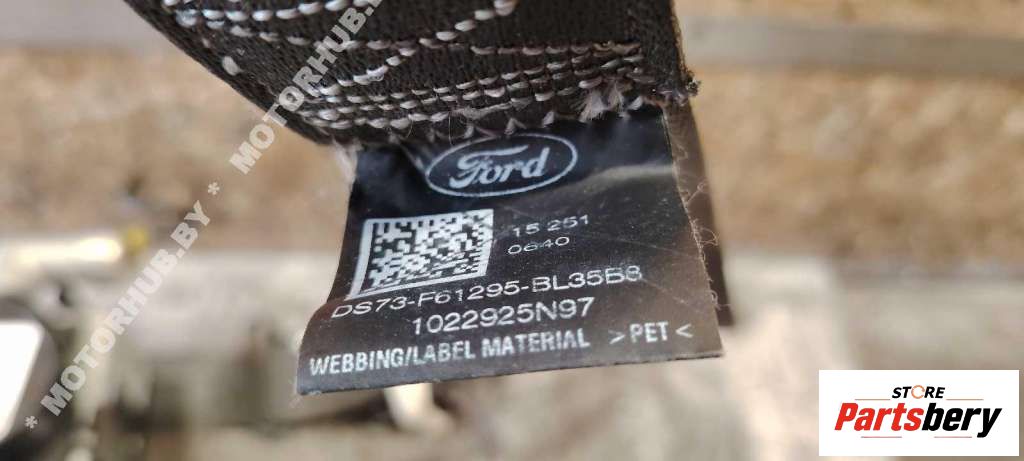 * MOTORHUB.BY * MOTORHUB.BY
Ford
15 251
0640
DS73-F61295-BL35B8
1022925N97
WEBBING/LABEL MATERIAL >PET<
STORE
Partsbery